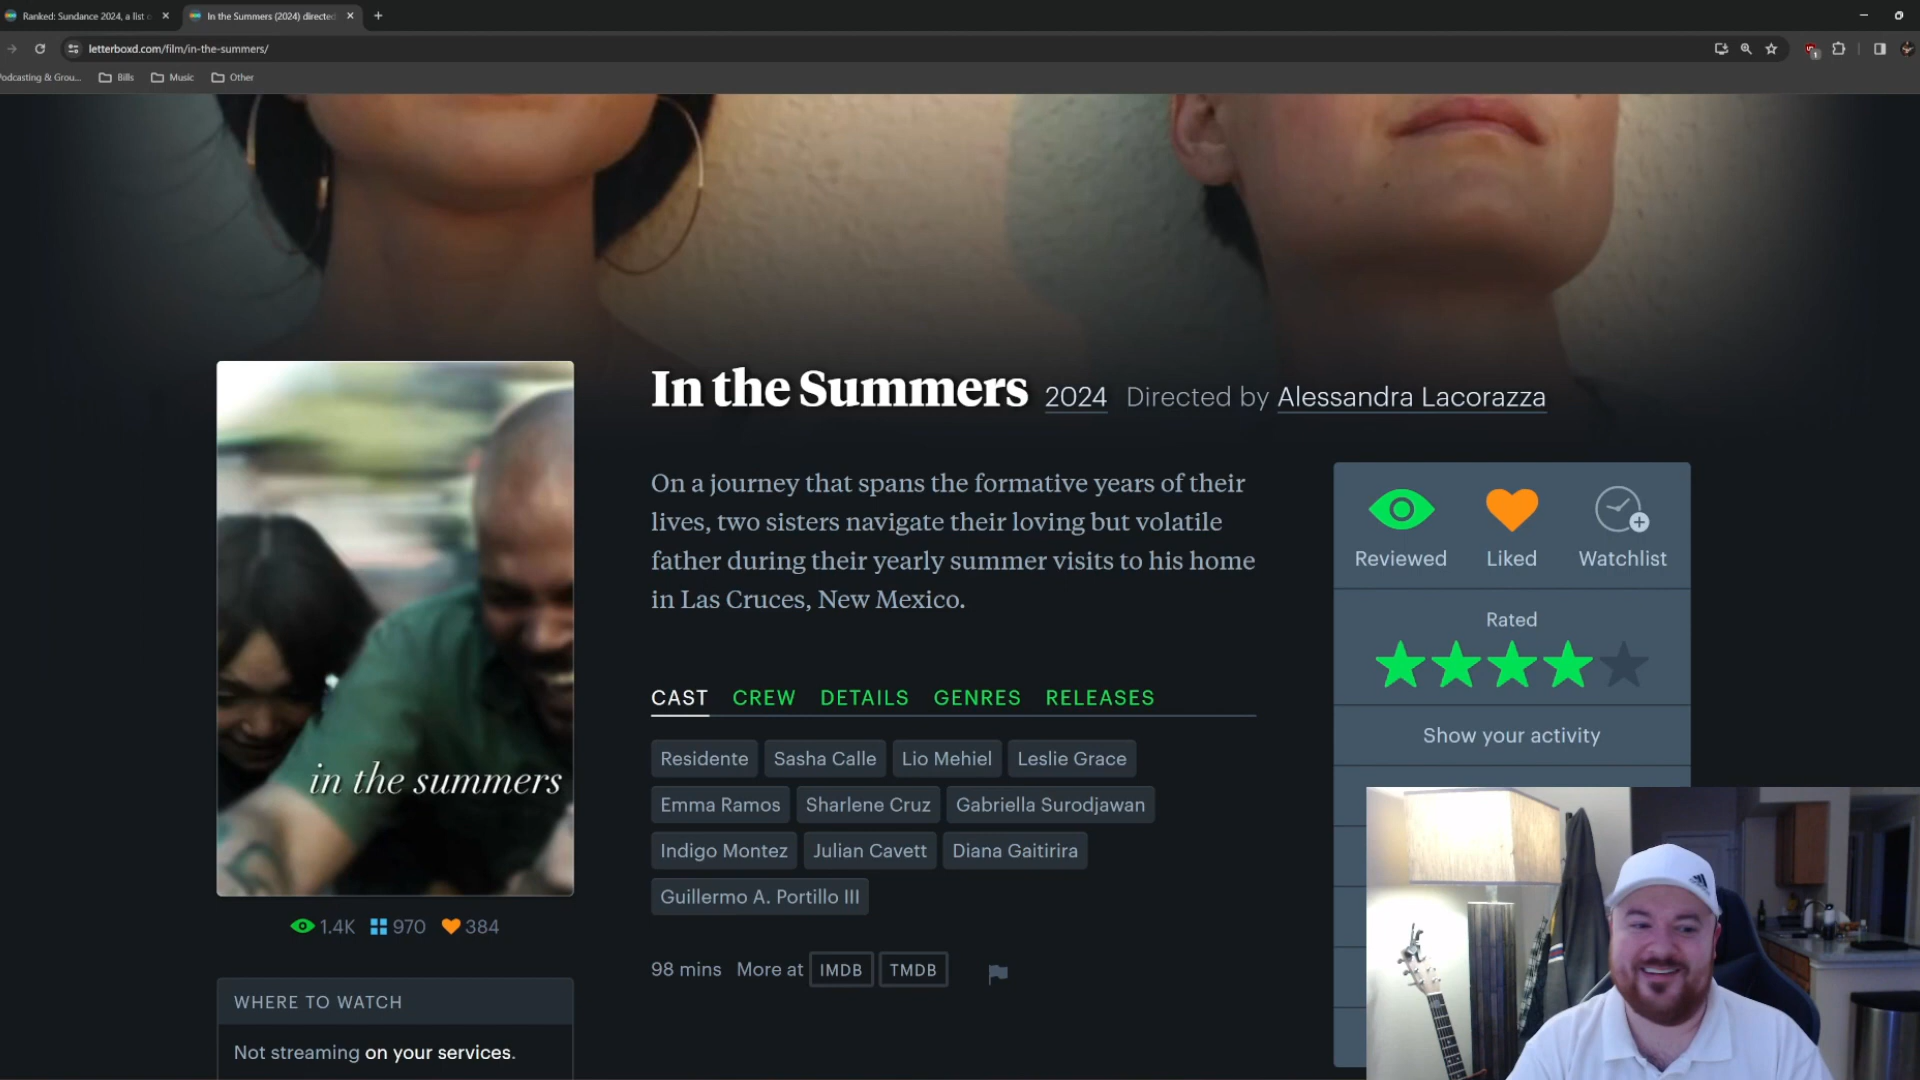 Ranked: Sundance 2024, a list
In the Summers (2024) directed
letterboxd.com/film/in-the-summers/
1
Podcasting & Grou...
Bills
Music
Other
In the Summers 2024 Directed by Alessandra Lacorazza
On a journey that spans the formative years of their
lives, two sisters navigate their loving but volatile
father during their yearly summer visits to his home
in Las Cruces, New Mexico.
Reviewed Liked Watchlist
Rated
Show your activity
CAST CREW DETAILS GENRES RELEASES
Residente Sasha Calle Lio Mehiel Leslie Grace
Emma Ramos Sharlene Cruz Gabriella Surodjawan
Indigo Montez Julian Cavett Diana Gaitirira
Guillermo A. Portillo III
98 mins More at IMDB TMDB
in the summers
1.4K 970 384
WHERE TO WATCH
Not streaming on your services.